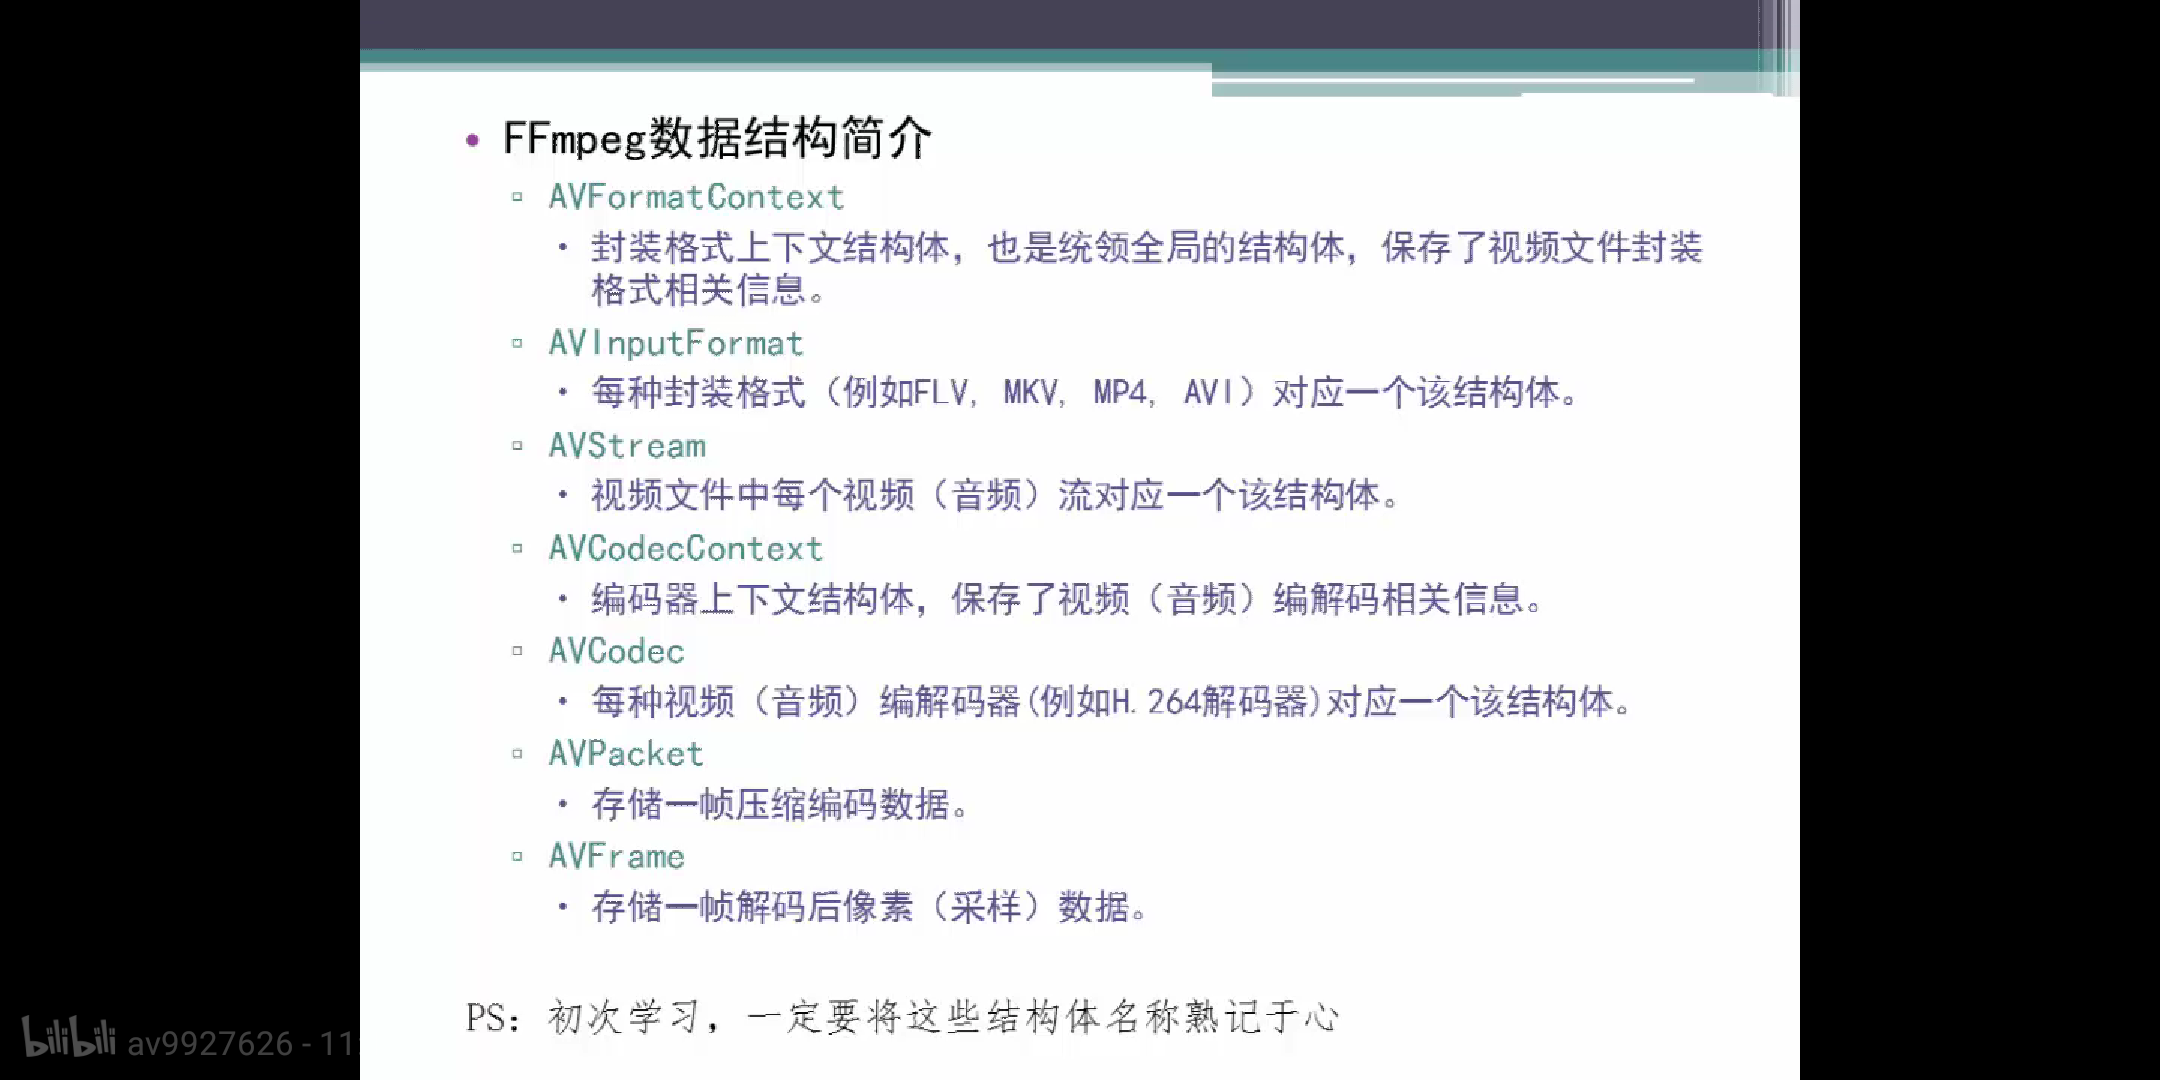 FFmpeg数据结构简介
AVFormatContext
封装格式上下文结构体，也是统领全局的结构体，保存了视频文件封装
格式相关信息。
AVInputFormat
每种封装格式（例如FLV, MKV, MP4, AVI）对应一个该结构体。
AVStream
视频文件中每个视频（音频）流对应一个该结构体。
AVCodecContext
编码器上下文结构体，保存了视频（音频）编解码相关信息。
AVCodec
每种视频（音频）编解码器(例如H.264解码器)对应一个该结构体。
AVPacket
存储一帧压缩编码数据。
AVFrame
存储一帧解码后像素（采样）数据。
PS：初次学习，一定要将这些结构体名称熟记于心
bilibili av9927626 - 11